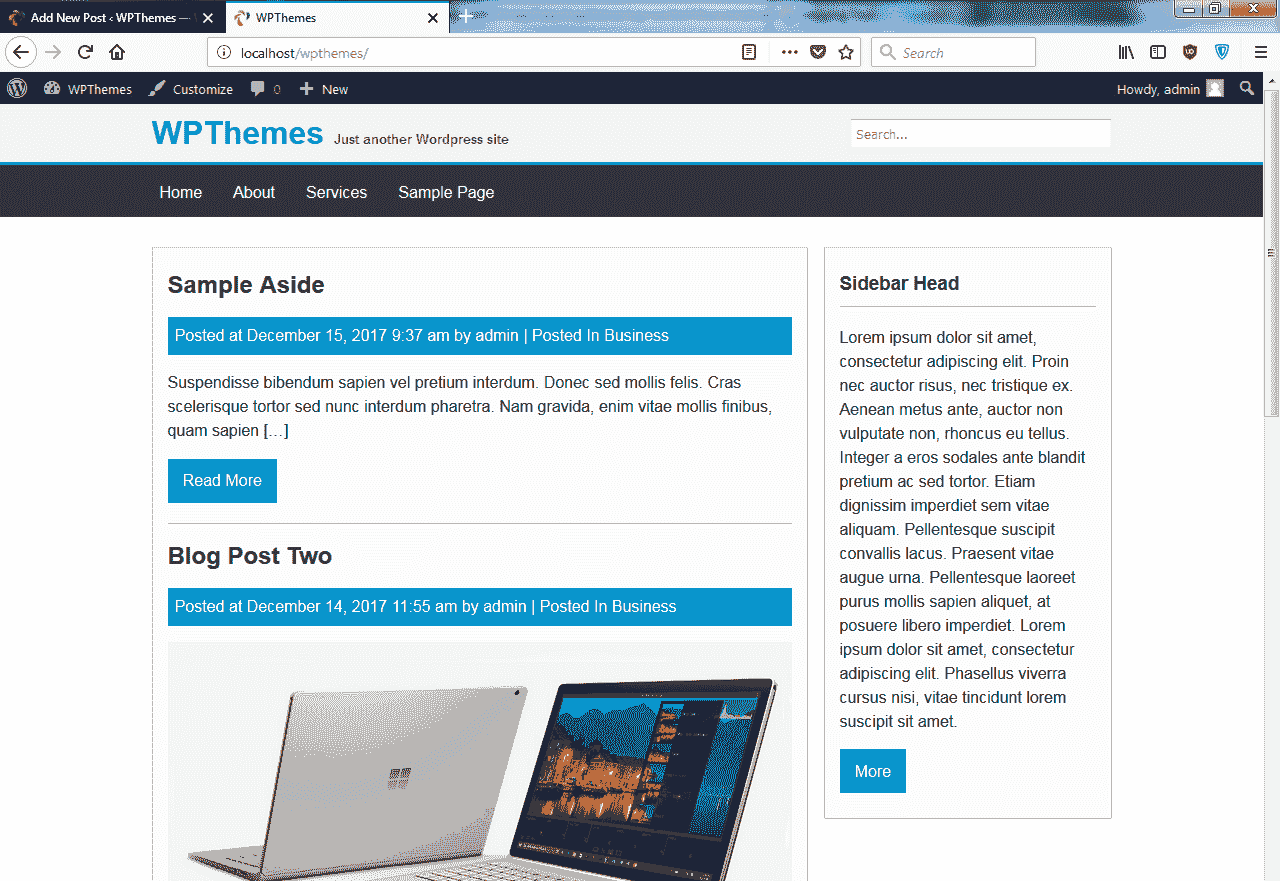 Add New Post ‹ WPThemes —
WPThemes
localhost/wpthemes/
Search
WPThemes
Customize
0
New
Howdy, admin
WPThemes
Just another Wordpress site
Search...
Home
About
Services
Sample Page
Sample Aside
Posted at December 15, 2017 9:37 am by admin | Posted In Business
Suspendisse bibendum sapien vel pretium interdum. Donec sed mollis felis. Cras
scelerisque tortor sed nunc interdum pharetra. Nam gravida, enim vitae mollis finibus,
quam sapien […]
Read More
Blog Post Two
Posted at December 14, 2017 11:55 am by admin | Posted In Business
Sidebar Head
Lorem ipsum dolor sit amet,
consectetur adipiscing elit. Proin
nec auctor risus, nec tristique ex.
Aenean metus ante, auctor non
vulputate non, rhoncus eu tellus.
Integer a eros sodales ante blandit
pretium ac sed tortor. Etiam
dignissim imperdiet sem vitae
aliquam. Pellentesque suscipit
convallis lacus. Praesent vitae
augue urna. Pellentesque laoreet
purus mollis sapien aliquet, at
posuere libero imperdiet. Lorem
ipsum dolor sit amet, consectetur
adipiscing elit. Phasellus viverra
cursus nisi, vitae tincidunt lorem
suscipit sit amet.
More